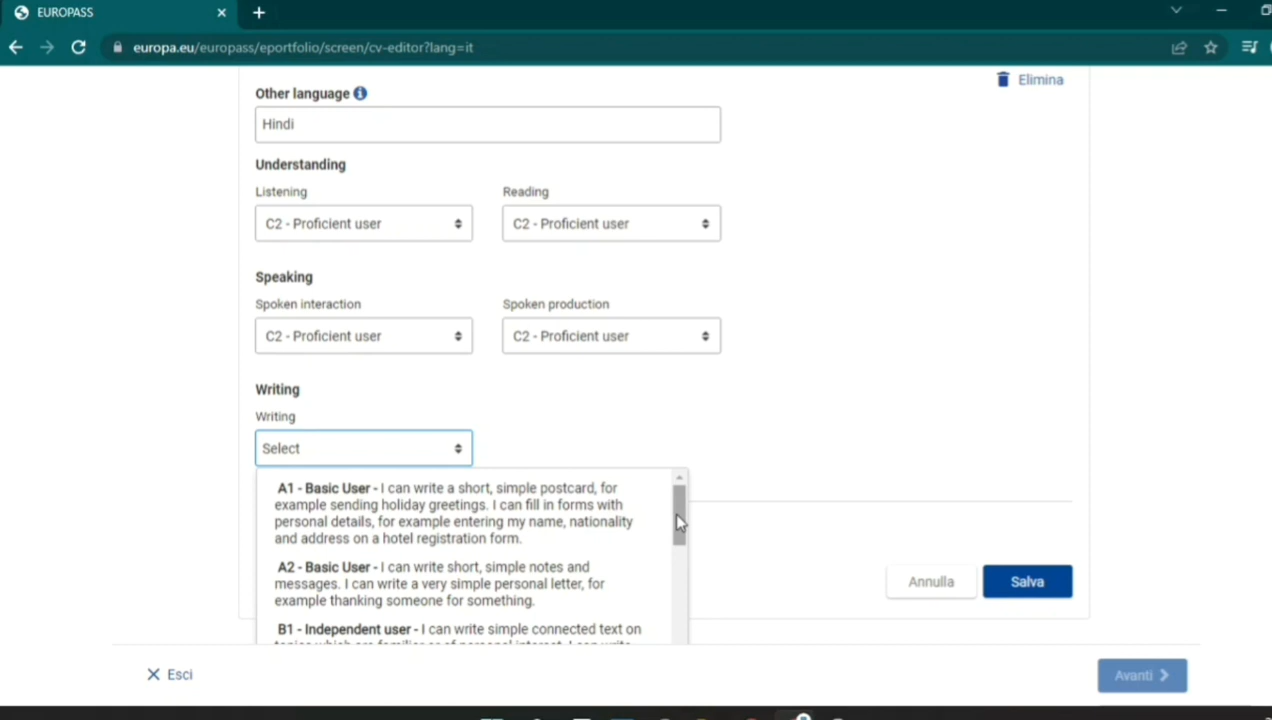 EUROPASS
europa.eu/europass/eportfolio/screen/cv-editor?lang=it
Elimina
Other language
Hindi
Understanding
Listening
Reading
C2 - Proficient user
C2 - Proficient user
Speaking
Spoken interaction
Spoken production
C2 - Proficient user
C2 - Proficient user
Writing
Writing
Select
A1 - Basic User - I can write a short, simple postcard, for
example sending holiday greetings. I can fill in forms with
personal details, for example entering my name, nationality
and address on a hotel registration form.
A2 - Basic User - I can write short, simple notes and
messages. I can write a very simple personal letter, for
example thanking someone for something.
B1 - Independent user - I can write simple connected text on
Annulla
Salva
Esci
Avanti